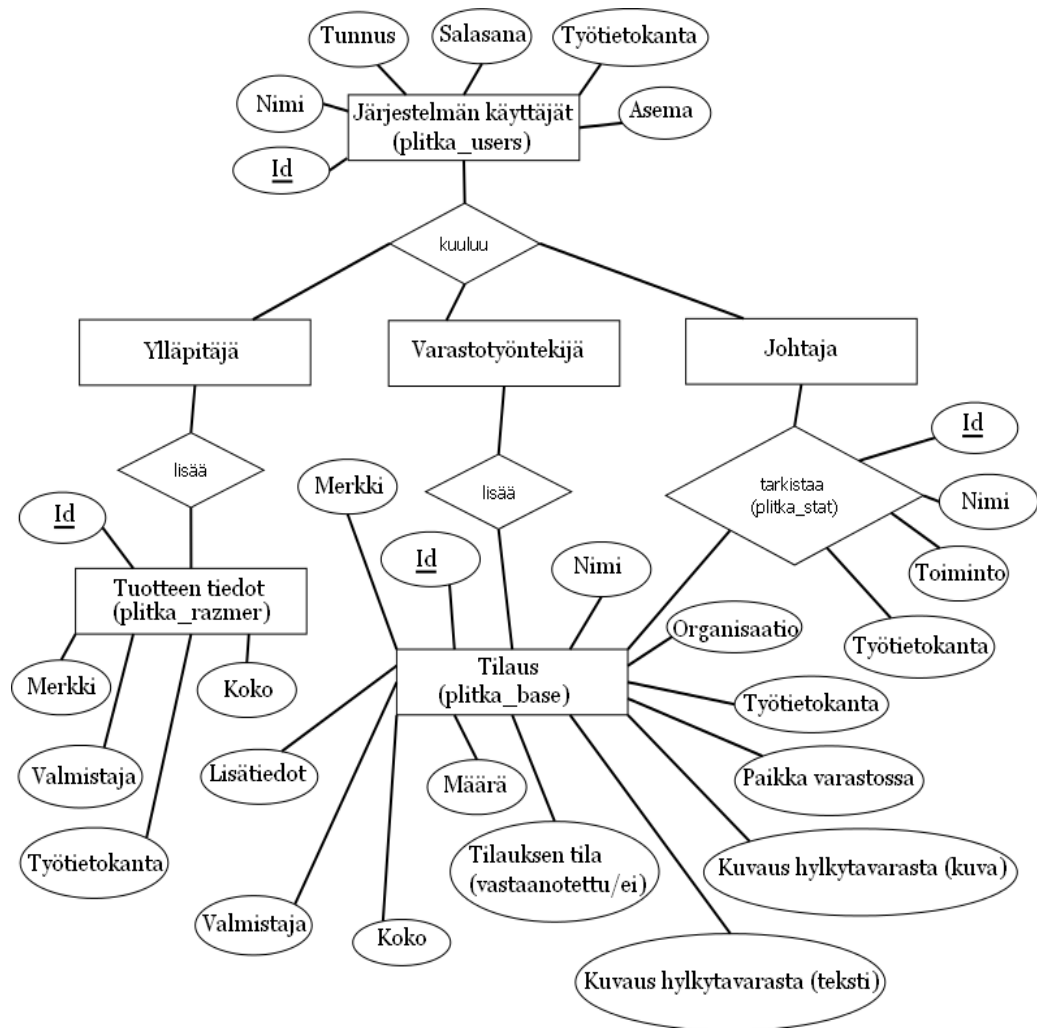 Tunnus
Salasana
Työtietokanta
Nimi
Järjestelmän käyttäjät
(plitka_users)
Asema
Id
kuuluu
Ylläpitäjä
Varastotyöntekijä
Johtaja
Id
lisää
Merkki
lisää
tarkistaa
(plitka_stat)
Nimi
Id
Id
Nimi
Toiminto
Tuotteen tiedot
(plitka_razmer)
Organisaatio
Työtietokanta
Merkki
Koko
Tilaus
(plitka_base)
Työtietokanta
Valmistaja
Lisätiedot
Määrä
Paikka varastossa
Työtietokanta
Tilauksen tila
(vastaanotettu/ei)
Kuvaus hylkytavarasta (kuva)
Valmistaja
Koko
Kuvaus hylkytavarasta (teksti)